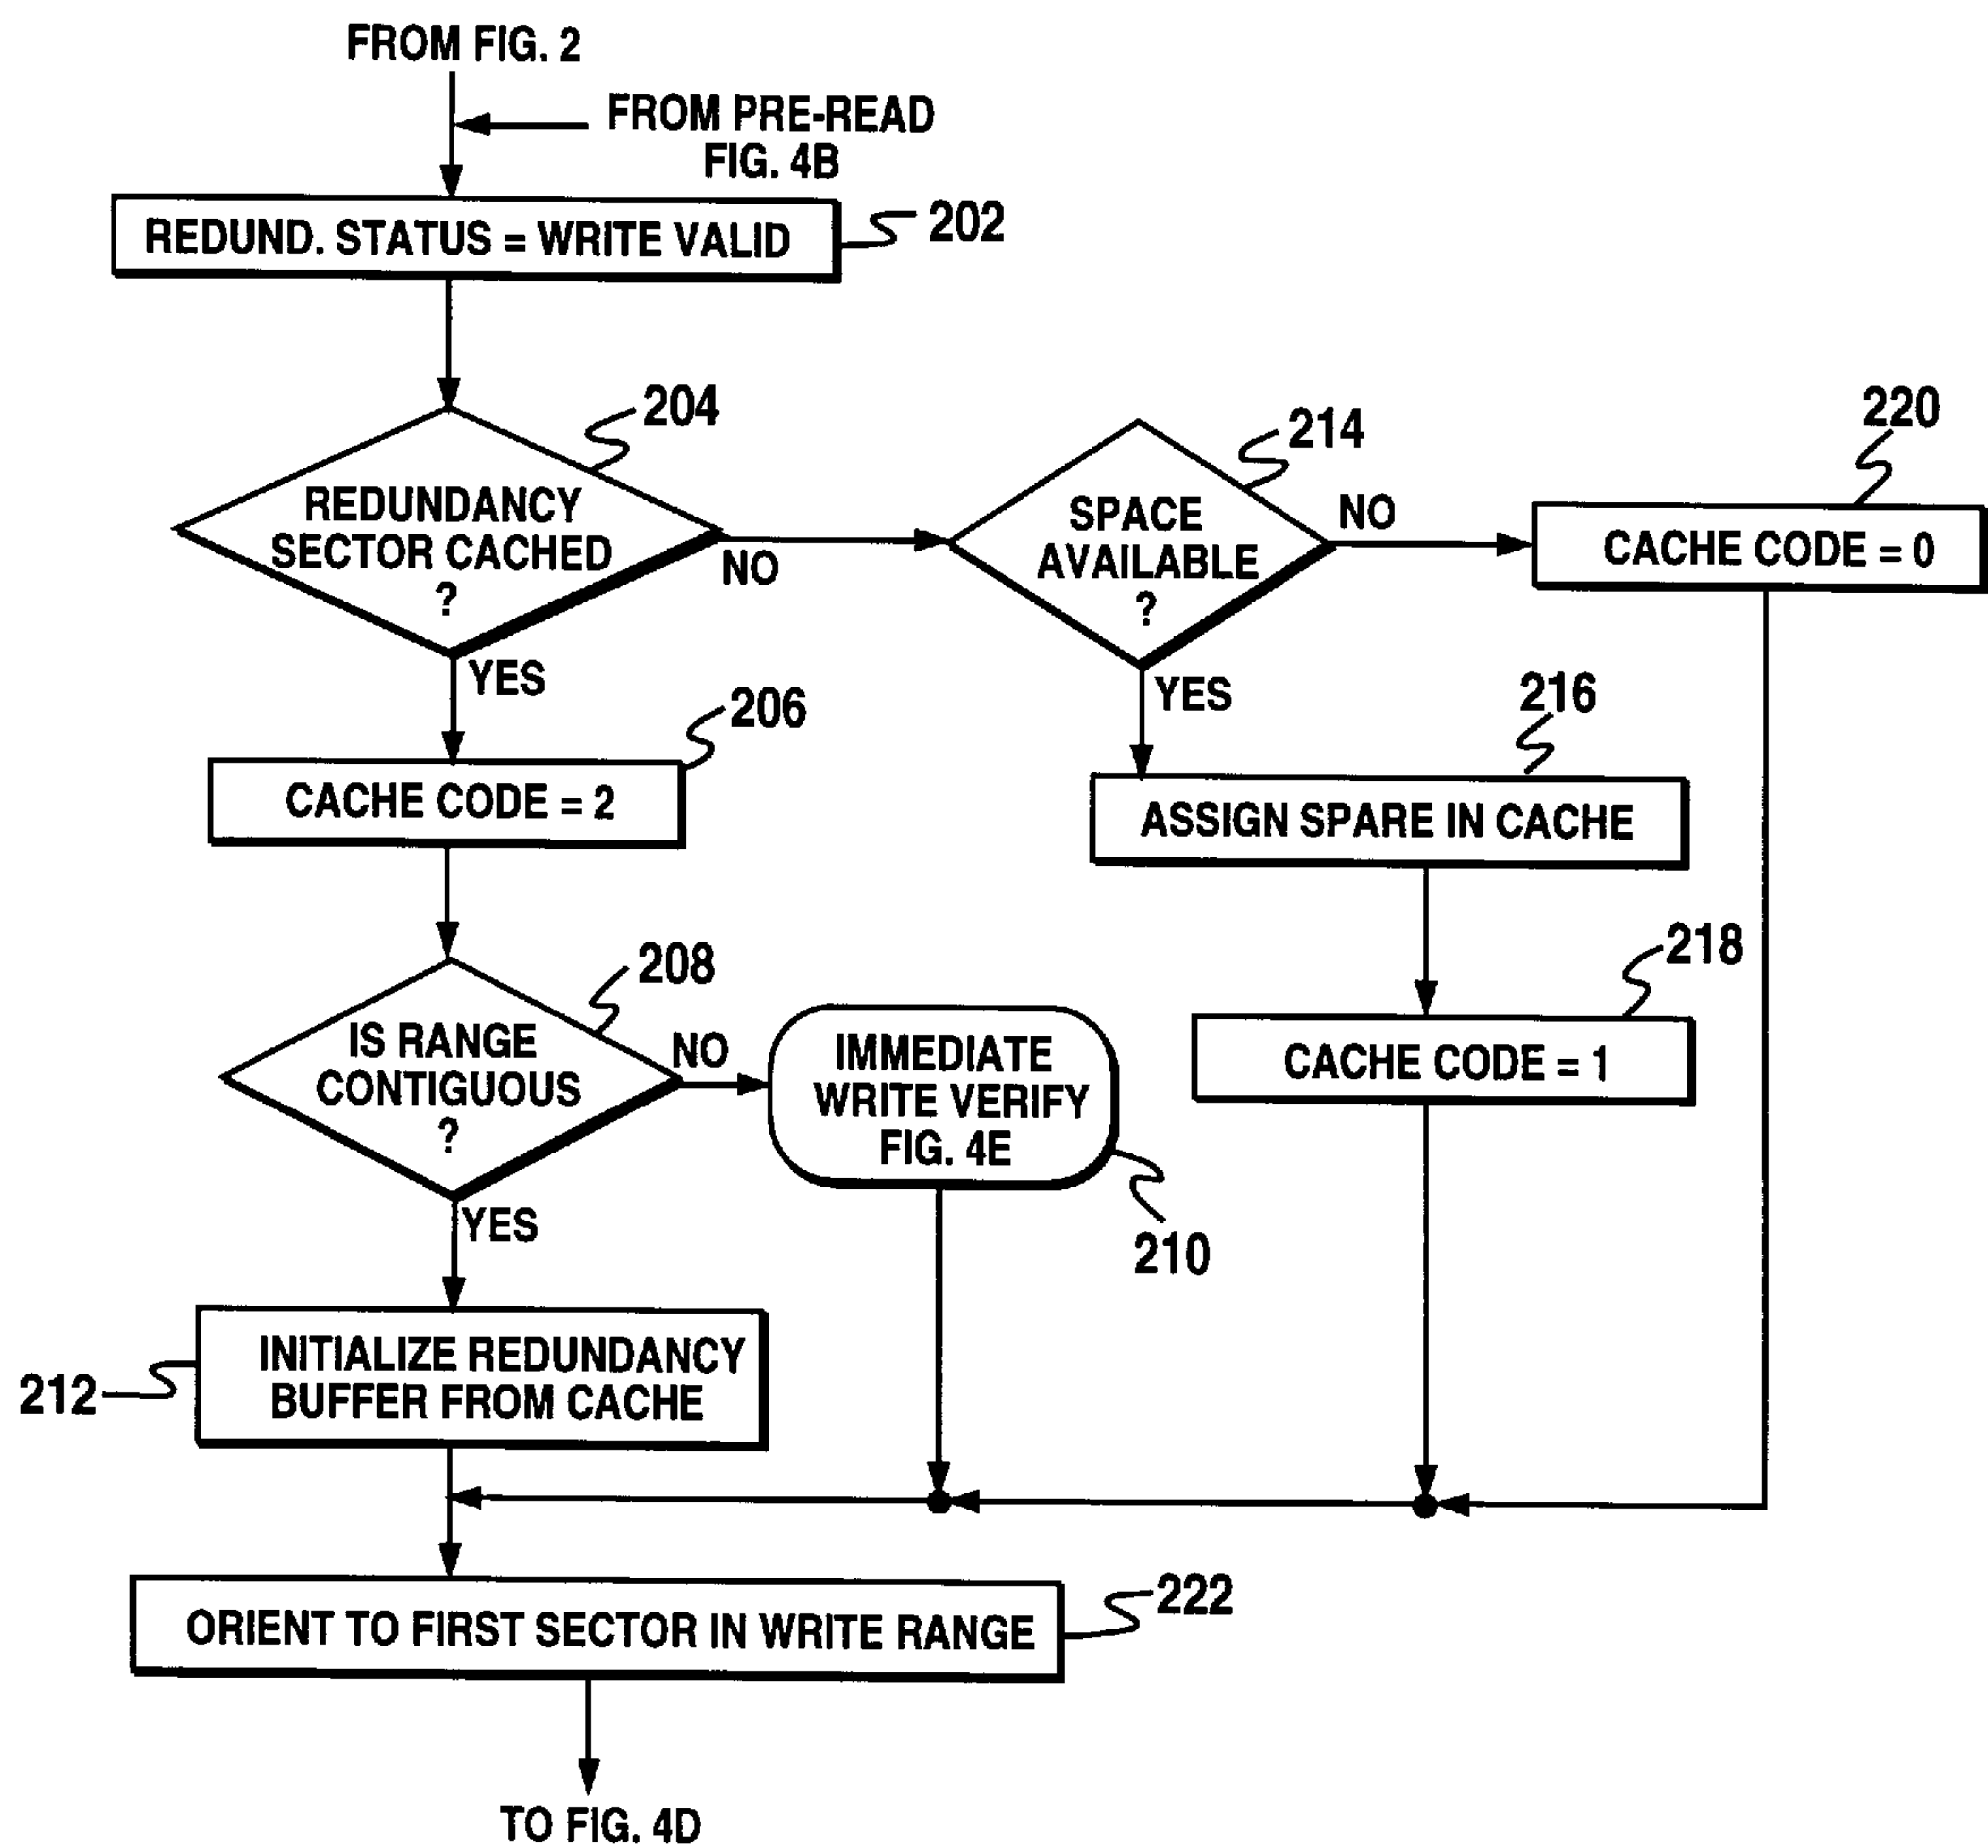 FROM FIG. 2
FROM PRE-READ
FIG. 4B
REDUND. STATUS = WRITE VALID
202
204
REDUNDANCY
SECTOR CACHED
?
NO
YES
214
SPACE
AVAILABLE
?
NO
YES
220
CACHE CODE = 0
206
CACHE CODE = 2
216
ASSIGN SPARE IN CACHE
208
IS RANGE
CONTIGUOUS
?
NO
YES
IMMEDIATE
WRITE VERIFY
FIG. 4E
210
218
CACHE CODE = 1
212
INITIALIZE REDUNDANCY
BUFFER FROM CACHE
ORIENT TO FIRST SECTOR IN WRITE RANGE
222
TO FIG. 4D